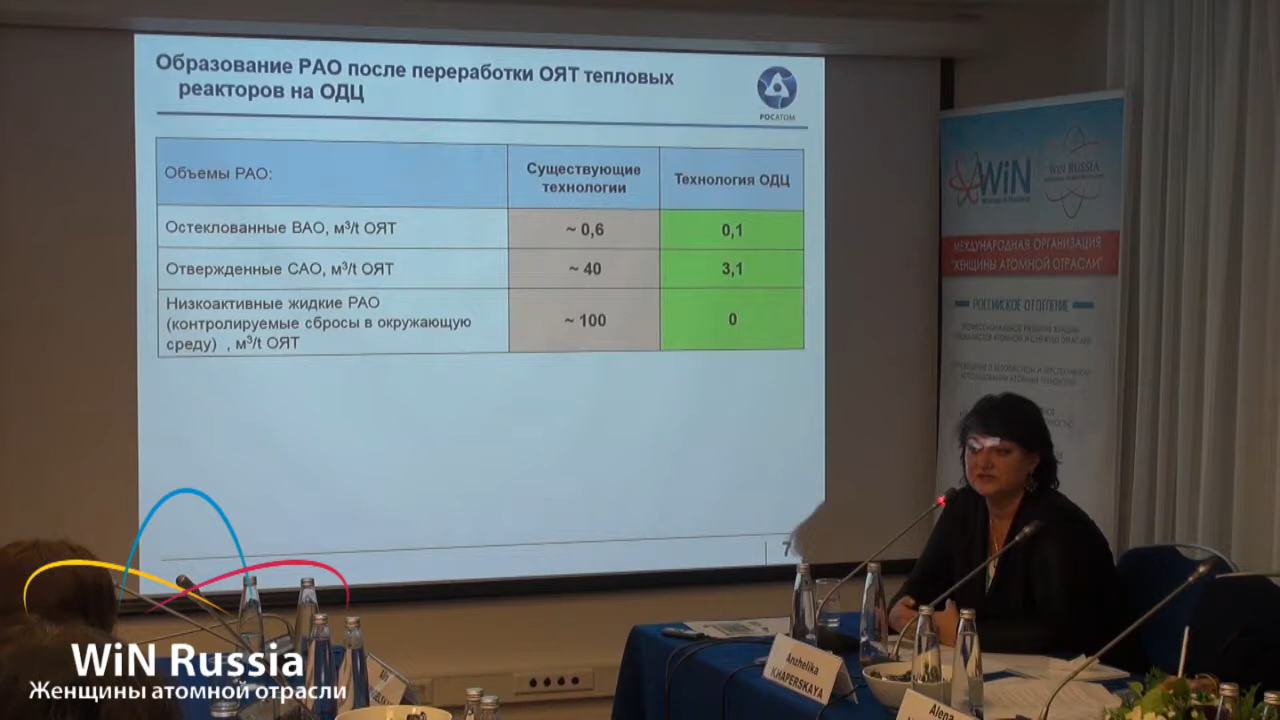 Образование РАО после переработки ОЯТ тепловых
реакторов на ОДЦ
РОСАТОМ
Объемы РАО:
Существующие
технологии
Технология ОДЦ
Остеклованные ВАО, м³/t ОЯТ
~ 0,6
0,1
Отвержденные САО, м³/t ОЯТ
~ 40
3,1
Низкоактивные жидкие РАО
(контролируемые сбросы в окружающую
среду) , м³/t ОЯТ
~ 100
0
7
WiN
WiN RUSSIA
МЕЖДУНАРОДНАЯ ОРГАНИЗАЦИЯ
"ЖЕНЩИНЫ АТОМНОЙ ОТРАСЛИ"
РОССИЙСКОЕ ОТДЕЛЕНИЕ
Anzhelika
KHAPERSKAYA
Alena
WiN Russia
Женщины атомной отрасли